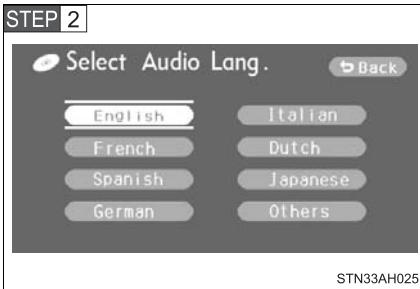 STEP 2
Select Audio Lang.
Back
English
Italian
French
Dutch
Spanish
Japanese
German
Others
STN33AH025